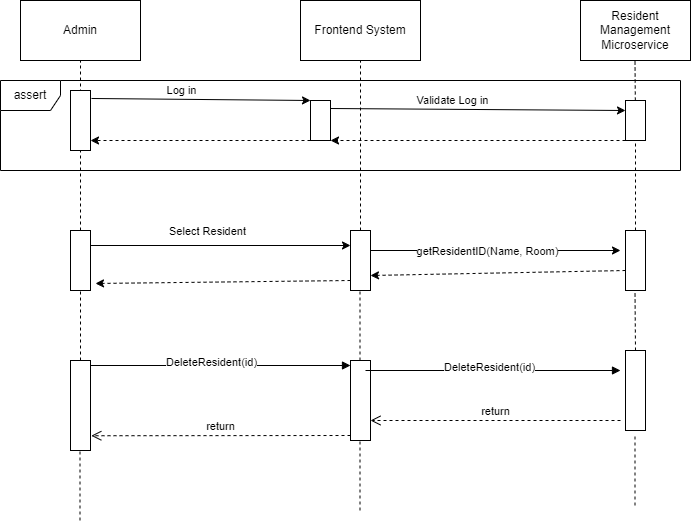 Admin
Frontend System
Resident
Management
Microservice
assert
Log in
Validate Log in
Select Resident
getResidentID(Name, Room)
DeleteResident(id)
DeleteResident(id)
return
return